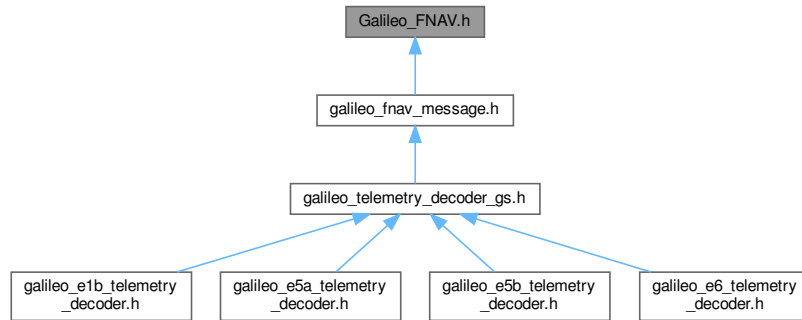 Galileo_FNAV.h
galileo_fnav_message.h
galileo_telemetry_decoder_gs.h
galileo_e1b_telemetry
_decoder.h
galileo_e5a_telemetry
_decoder.h
galileo_e5b_telemetry
_decoder.h
galileo_e6_telemetry
_decoder.h